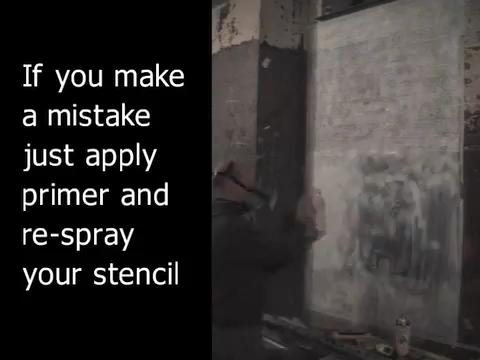 If you make
a mistake
just apply
primer and
re-spray
your stencil